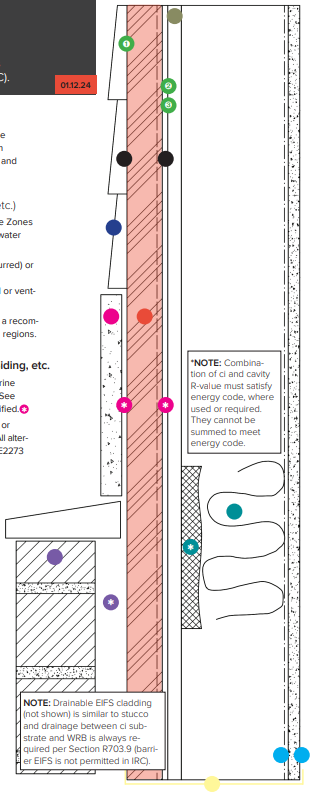 C).
01.12.24
e
n
and
etc.)
e Zones
water
urred) or
d or vent-
a recom-
regions.
iding, etc.
rine
See
ified.*
or
All alter-
E2273
1
2
3
*NOTE: Combina-
tion of ci and cavity
R-value must satisfy
energy code, where
used or required.
They cannot be
summed to meet
energy code.
NOTE: Drainable EIFS cladding
(not shown) is similar to stucco
and drainage between ci sub-
strate and WRB is always re-
quired per Section R703.9 (barri-
er EIFS is not permitted in IRC).